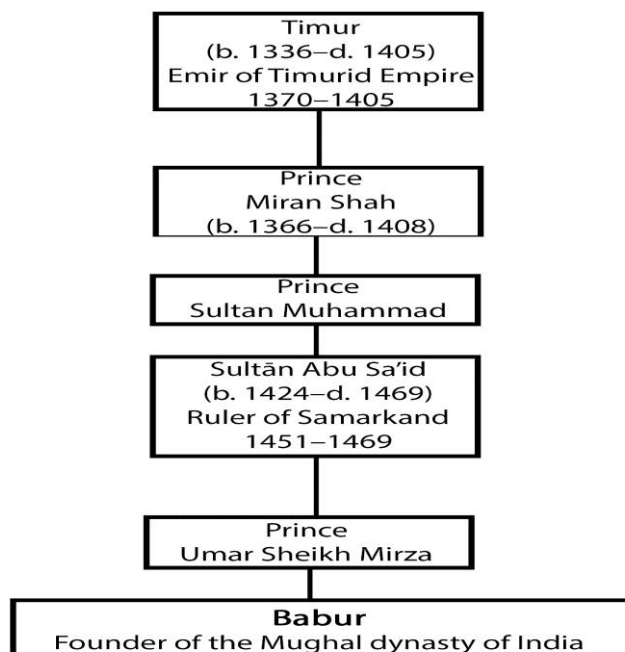 Timur
(b. 1336–d. 1405)
Emir of Timurid Empire
1370–1405
Prince
Miran Shah
(b. 1366–d. 1408)
Prince
Sultan Muhammad
Sultān Abu Sa’id
(b. 1424–d. 1469)
Ruler of Samarkand
1451–1469
Prince
Umar Sheikh Mirza
Babur
Founder of the Mughal dynasty of India